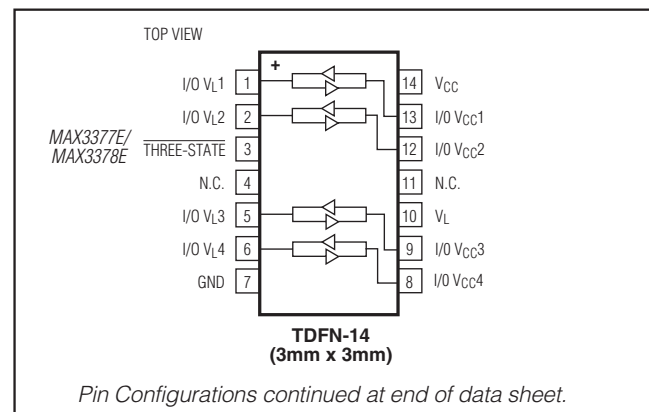 TOP VIEW
+
I/O VL1 1 14 VCC
I/O VL2 2 13 I/O VCC1
MAX3377E/
MAX3378E THREE-STATE 3 12 I/O VCC2
N.C. 4 11 N.C.
I/O VL3 5 10 VL
I/O VL4 6 9 I/O VCC3
GND 7 8 I/O VCC4
TDFN-14
(3mm x 3mm)
Pin Configurations continued at end of data sheet.